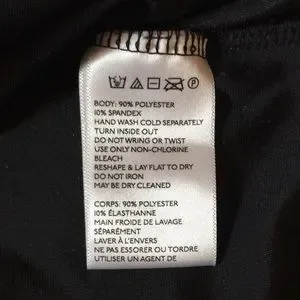 BODY: 90% POLYESTER
10% SPANDEX
HAND WASH COLD SEPARATELY
TURN INSIDE OUT
DO NOT WRING OR TWIST
USE ONLY NON-CHLORINE
BLEACH
RESHAPE & LAY FLAT TO DRY
DO NOT IRON
MAY BE DRY CLEANED
CORPS: 90% POLYESTER
10% ÉLASTHANNE
MAIN FROIDE DE LAVAGE
SÉPARÉMENT
LAVER À L'ENVERS
NE PAS ESSORER OU TORDRE
UTILISER UN AGENT DE